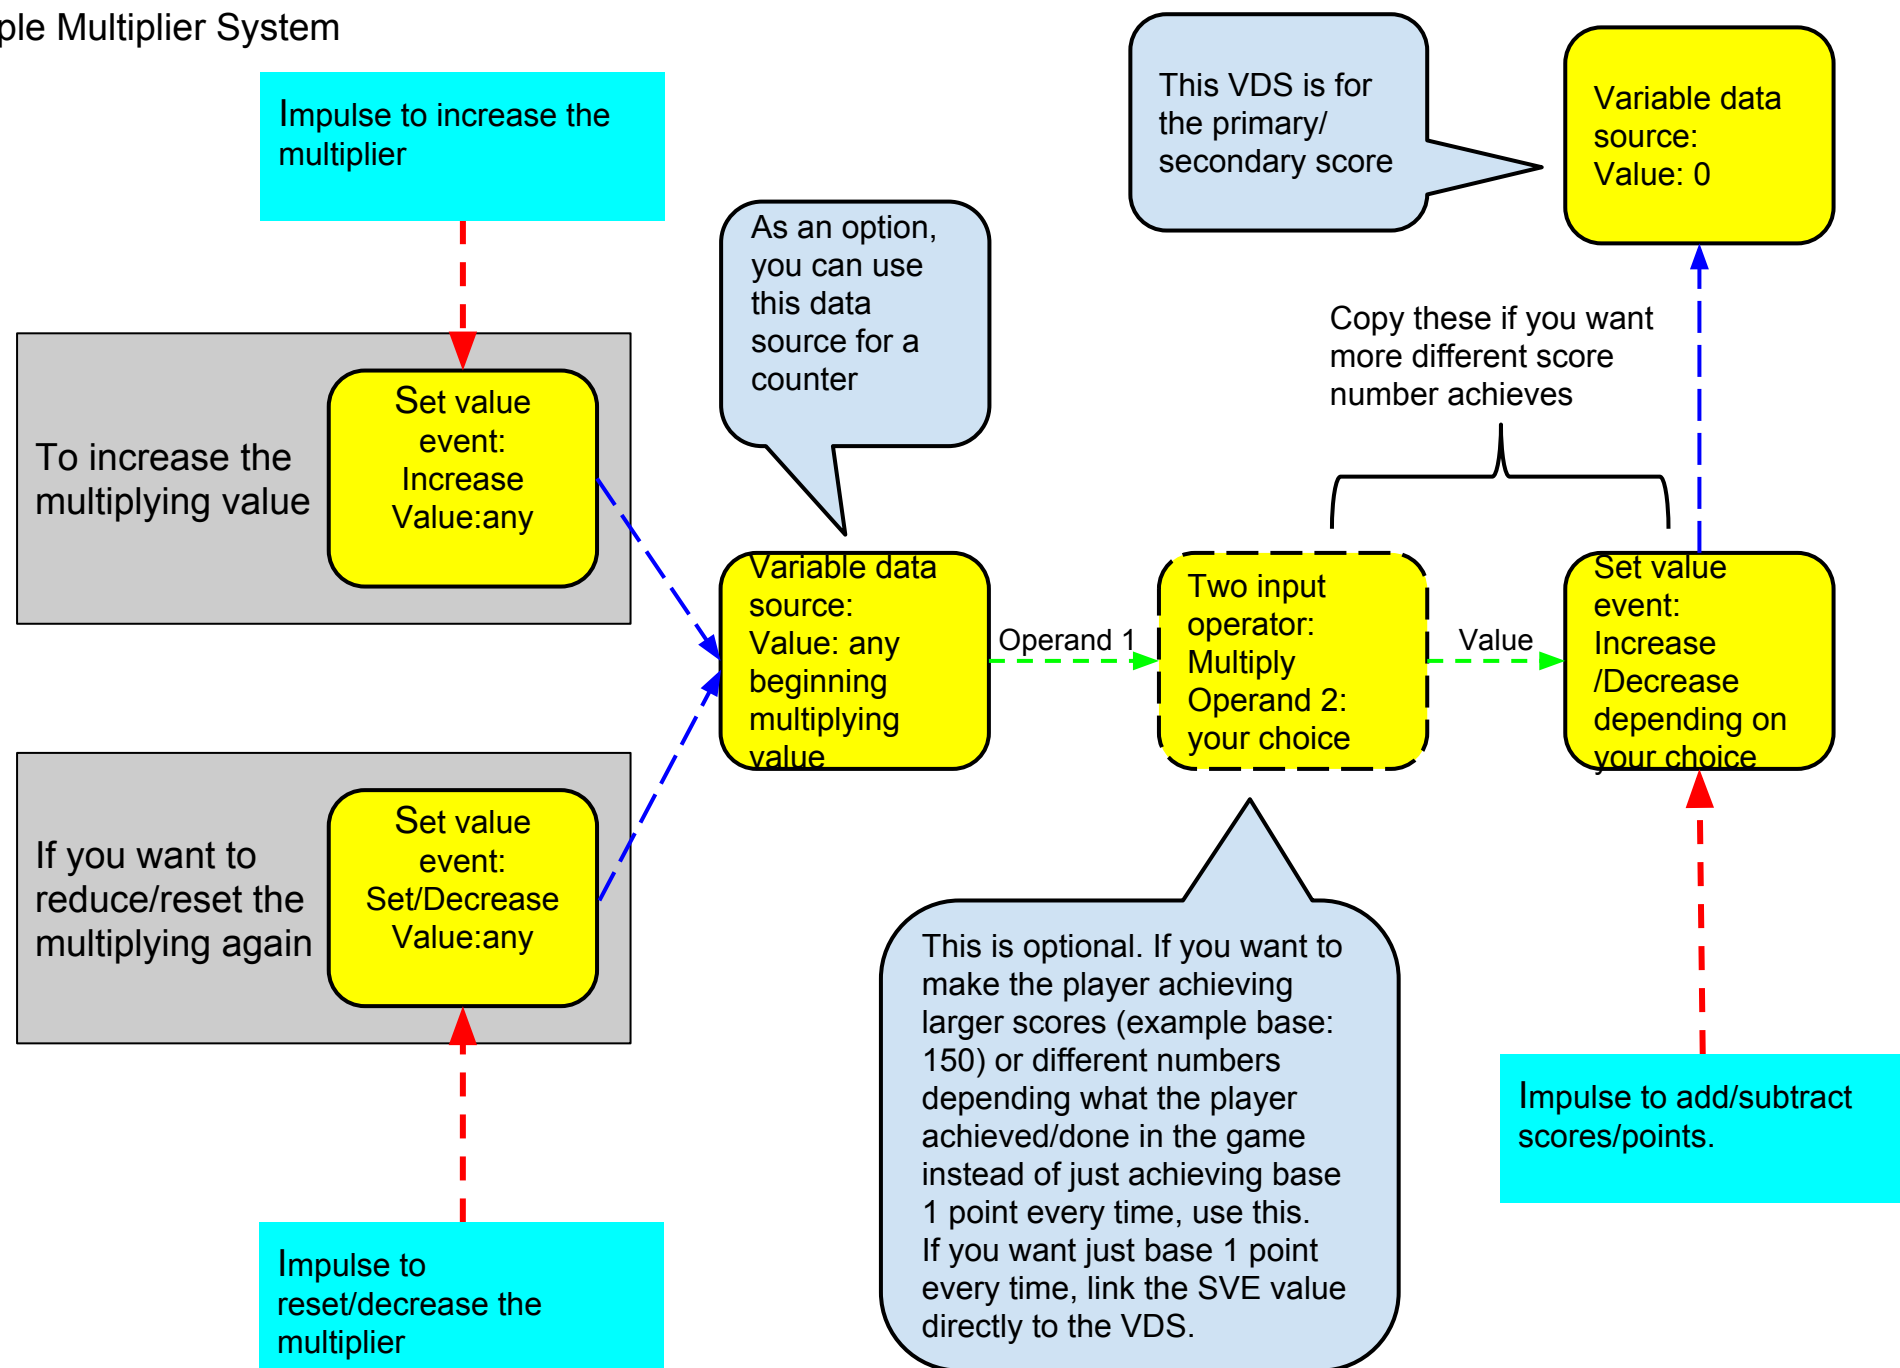 ple Multiplier System
Impulse to increase the
multiplier
This VDS is for
the primary/
secondary score
Variable data
source:
Value: 0
As an option,
you can use
this data
source for a
counter
Copy these if you want
more different score
number achieves
To increase the
multiplying value
Set value
event:
Increase
Value:any
Variable data
source:
Value: any
beginning
multiplying
value
Operand 1
Two input
operator:
Multiply
Operand 2:
your choice
Value
Set value
event:
Increase
/Decrease
depending on
your choice
If you want to
reduce/reset the
multiplying again
Set value
event:
Set/Decrease
Value:any
This is optional. If you want to
make the player achieving
larger scores (example base:
150) or different numbers
depending what the player
achieved/done in the game
instead of just achieving base
1 point every time, use this.
If you want just base 1 point
every time, link the SVE value
directly to the VDS.
Impulse to add/subtract
scores/points.
Impulse to
reset/decrease the
multiplier